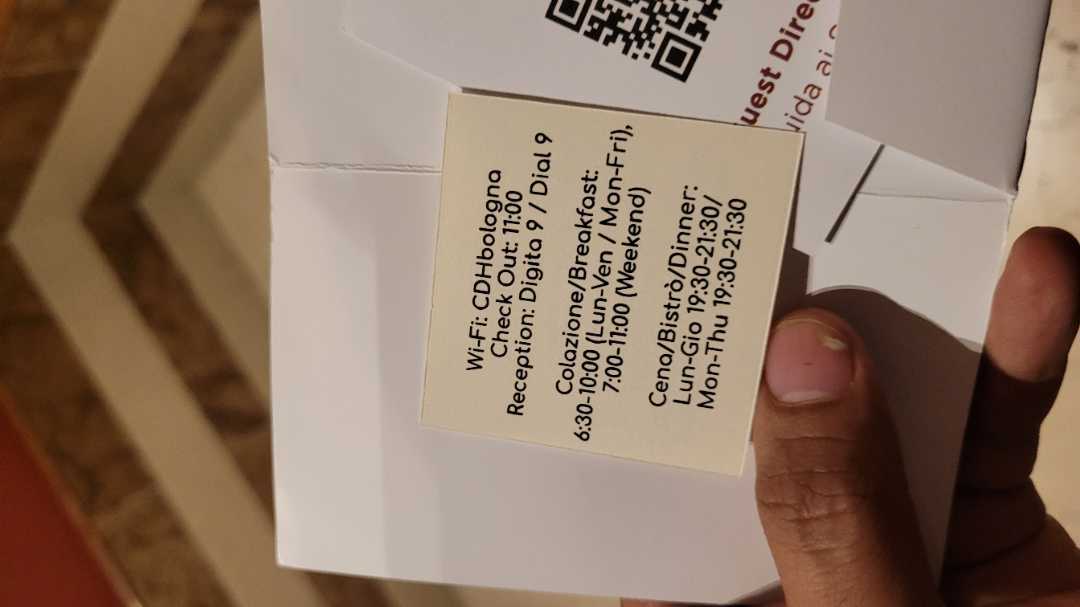 uest Direc
Wi-Fi: CDHbologna
Check Out: 11:00
Reception: Digita 9 / Dial 9
Colazione/Breakfast:
6:30-10:00 (Lun-Ven / Mon-Fri),
7:00-11:00 (Weekend)
Cena/Bistrò/Dinner:
Lun-Gio 19:30-21:30/
Mon-Thu 19:30-21:30